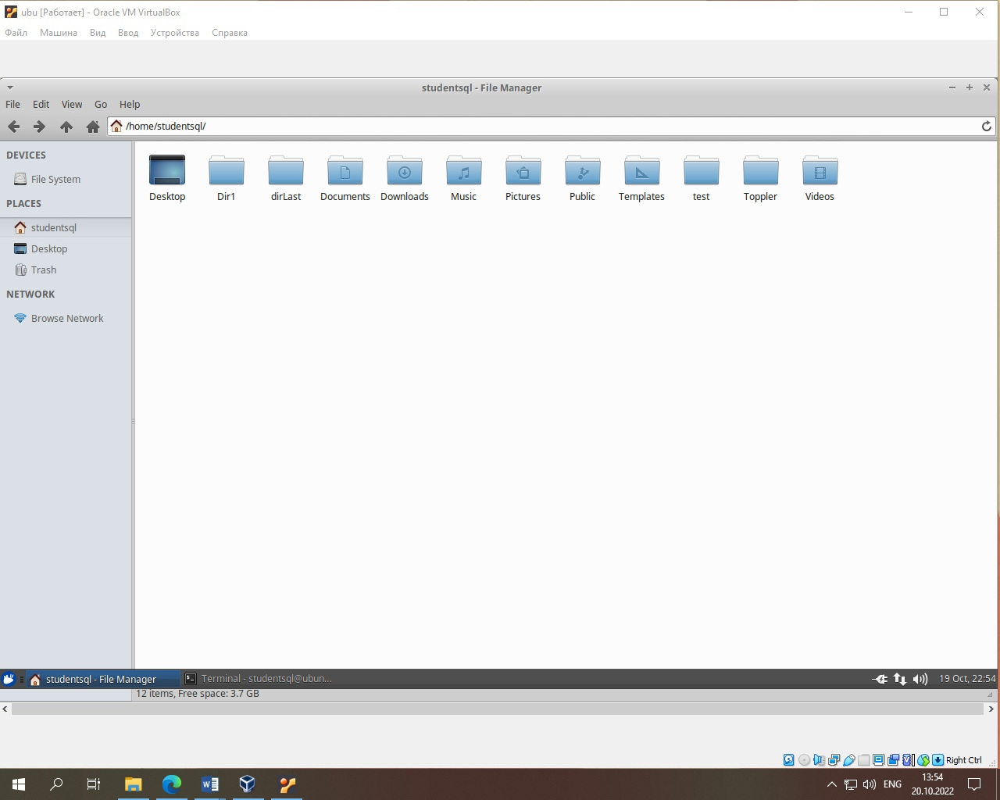 ubu [Работает] - Oracle VM VirtualBox
Файл Машина Вид Ввод Устройства Справка
studentsql - File Manager
File Edit View Go Help
/home/studentsql/
DEVICES
File System
PLACES
studentsql
Desktop
Trash
NETWORK
Browse Network
Desktop Dir1 dirLast Documents Downloads Music Pictures Public Templates test Toppler Videos
studentsql - File Manager Terminal - studentsql@ubun... 19 Oct, 22:54
12 items, Free space: 3.7 GB
Right Ctrl
ENG 13:54
20.10.2022